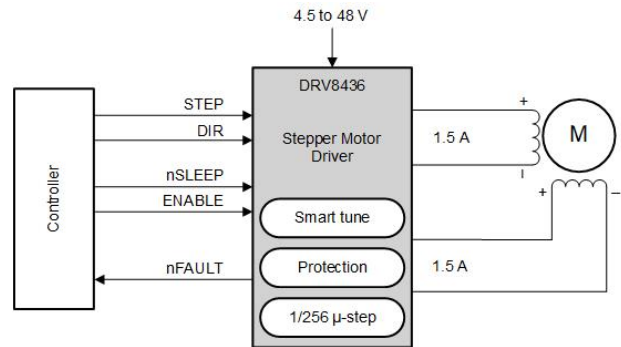 4.5 to 48 V
DRV8436
Stepper Motor
Driver
Controller
STEP
DIR
nSLEEP
ENABLE
nFAULT
Smart tune
Protection
1/256 µ-step
+
1.5 A
–
M
+
–
1.5 A